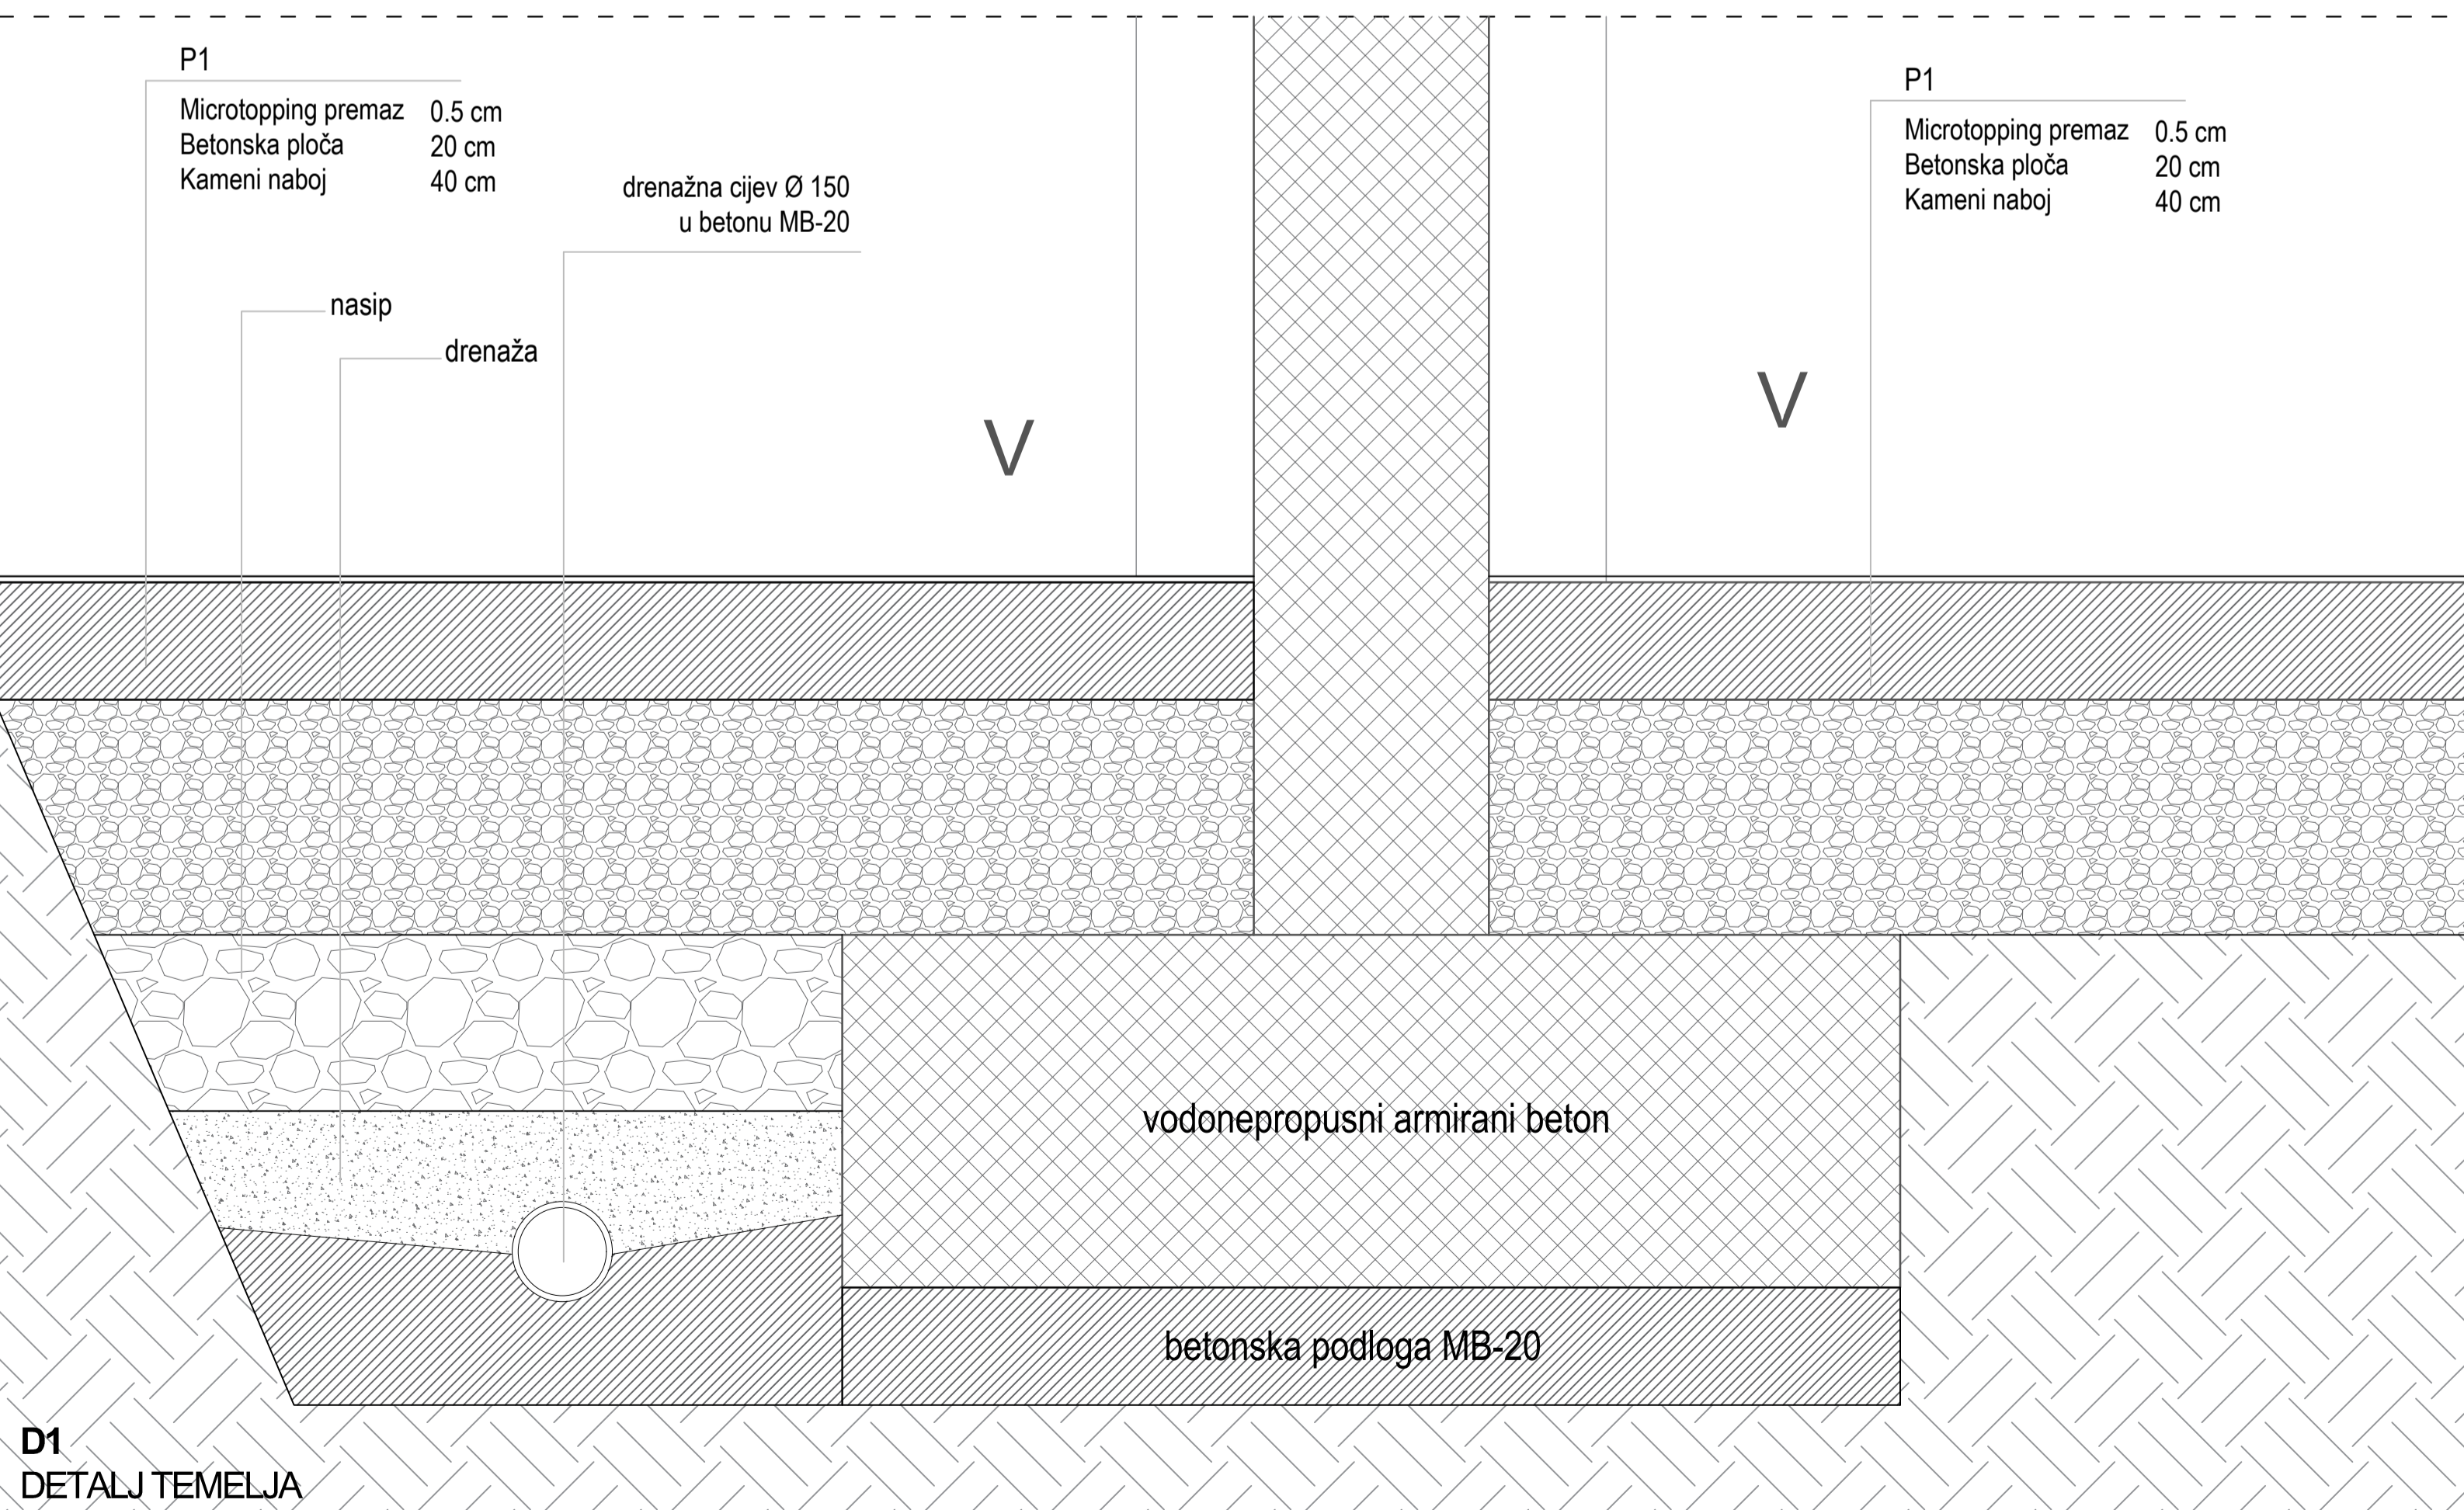 P1
Microtopping premaz 0.5 cm
Betonska ploča 20 cm
Kameni naboj 40 cm
drenažna cijev Ø 150
u betonu MB-20
nasip
drenaža
V
V
P1
Microtopping premaz 0.5 cm
Betonska ploča 20 cm
Kameni naboj 40 cm
vodonepropusni armirani beton
betonska podloga MB-20
D1
DETALJ TEMELJA